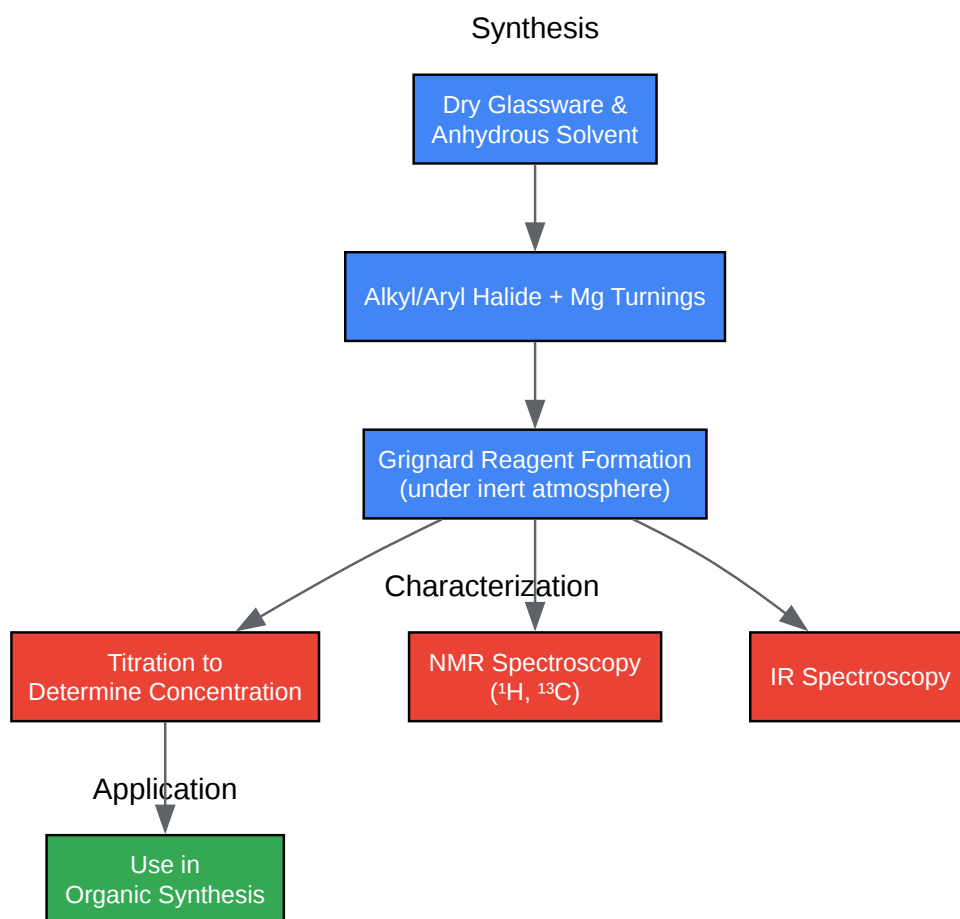 Synthesis
Dry Glassware &
Anhydrous Solvent
Alkyl/Aryl Halide + Mg Turnings
Grignard Reagent Formation
(under inert atmosphere)
Characterization
Titration to
Determine Concentration
NMR Spectroscopy
(¹H, ¹³C)
IR Spectroscopy
Application
Use in
Organic Synthesis